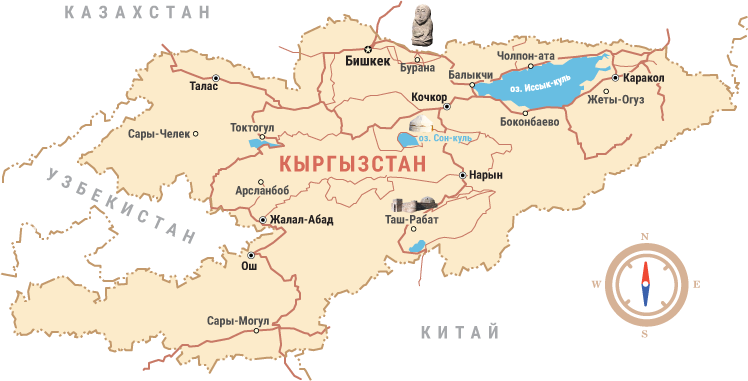 КАЗАХСТАН
Бишкек
Бурана
Чолпон-ата
Балыкчи
оз. Иссык-куль
Каракол
Талас
Кочкор
Жеты-Огуз
Боконбаево
Токтогул
Сары-Челек
оз. Сон-куль
КЫРГЫЗСТАН
Нарын
УЗБЕКИСТАН
Арсланбоб
Жалал-Абад
Таш-Рабат
N
Ош
W
E
Сары-Могул
КИТАЙ
S